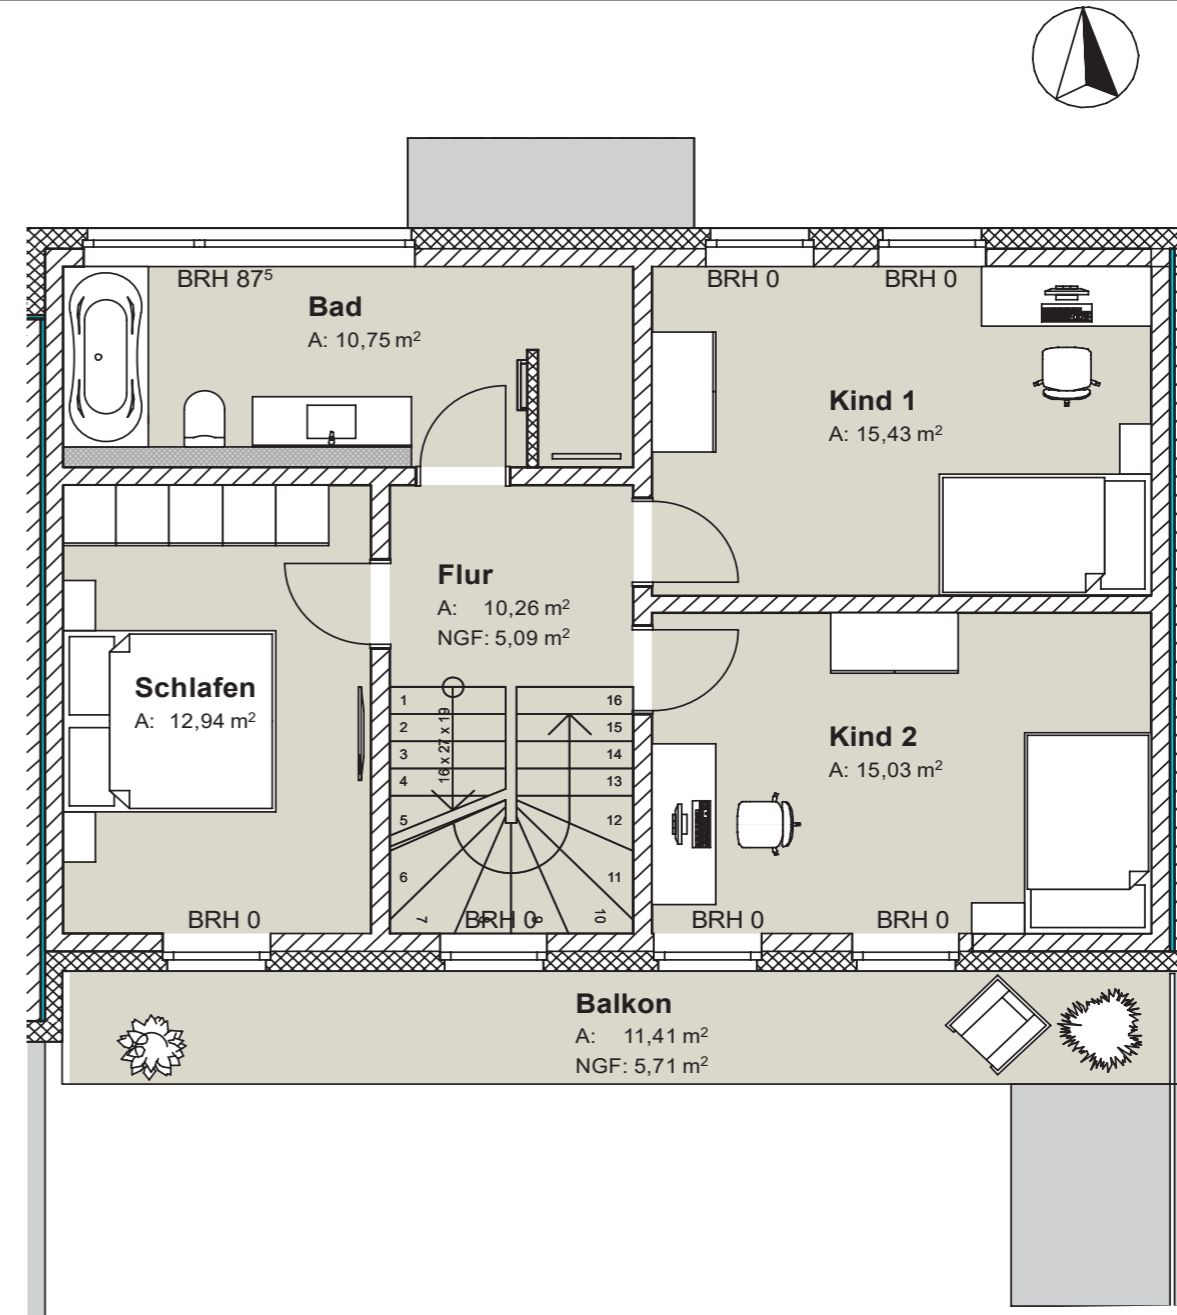 BRH 87⁵
BRH 0
BRH 0
Bad
A: 10,75 m²
Kind 1
A: 15,43 m²
Flur
A: 10,26 m²
NGF: 5,09 m²
Schlafen
A: 12,94 m²
Kind 2
A: 15,03 m²
1
2
3
4
5
6
7
8
9
10
11
12
13
14
15
16
16 x 27 x 19
BRH 0
BRH 0
BRH 0
BRH 0
Balkon
A: 11,41 m²
NGF: 5,71 m²